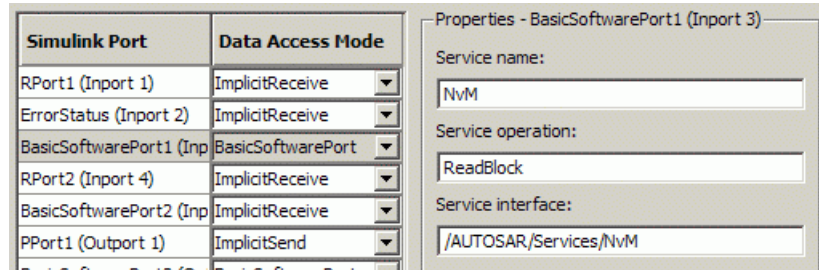 Simulink Port Data Access Mode
RPort1 (Inport 1) ImplicitReceive
ErrorStatus (Inport 2) ImplicitReceive
BasicSoftwarePort1 (Inp BasicSoftwarePort
RPort2 (Inport 4) ImplicitReceive
BasicSoftwarePort2 (Inp ImplicitReceive
PPort1 (Outport 1) ImplicitSend
Properties - BasicSoftwarePort1 (Inport 3)
Service name:
NvM
Service operation:
ReadBlock
Service interface:
/AUTOSAR/Services/NvM